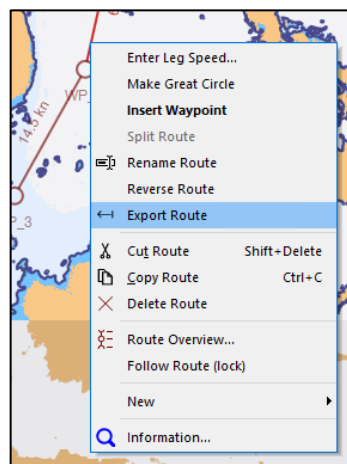 Enter Leg Speed...
Make Great Circle
WP_
Insert Waypoint
14.5 kn
Split Route
Rename Route
Reverse Route
_3
Export Route
Cut Route Shift+Delete
Copy Route Ctrl+C
Delete Route
Route Overview...
Follow Route (lock)
New
Information...